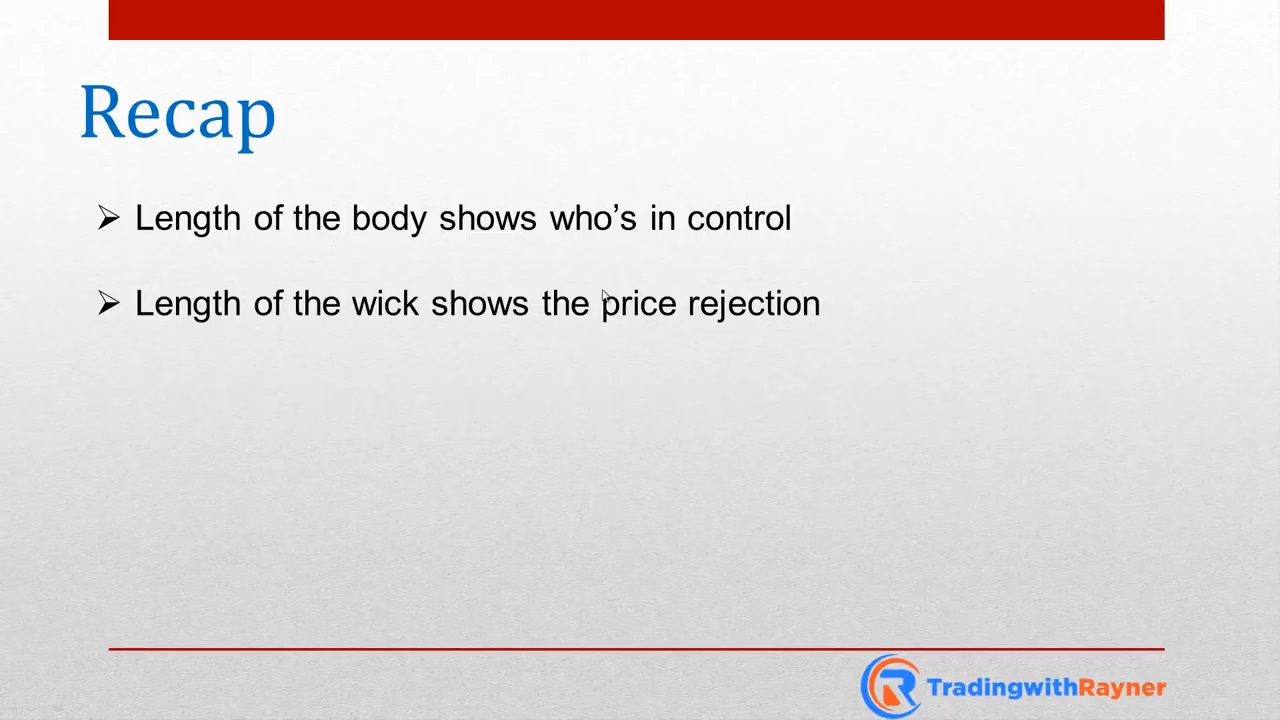 Recap
➢ Length of the body shows who’s in control
➢ Length of the wick shows the price rejection
TradingwithRayner